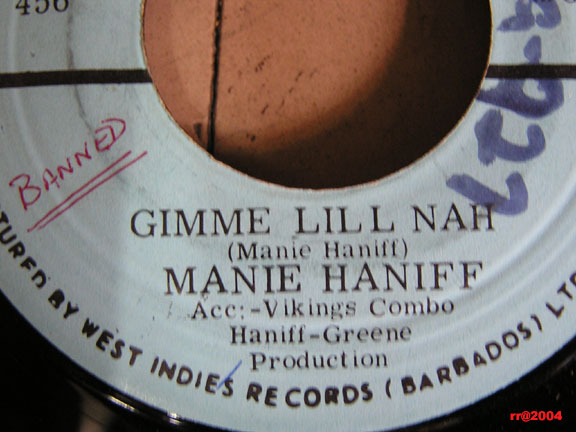 456
BANNED
GIMME LILL NAH
(Manie Haniff)
MANIE HANIFF
Acc:-Vikings Combo
Haniff-Greene
Production
TURED BY WEST INDIES RECORDS (BARBADOS) LT
rr@2004